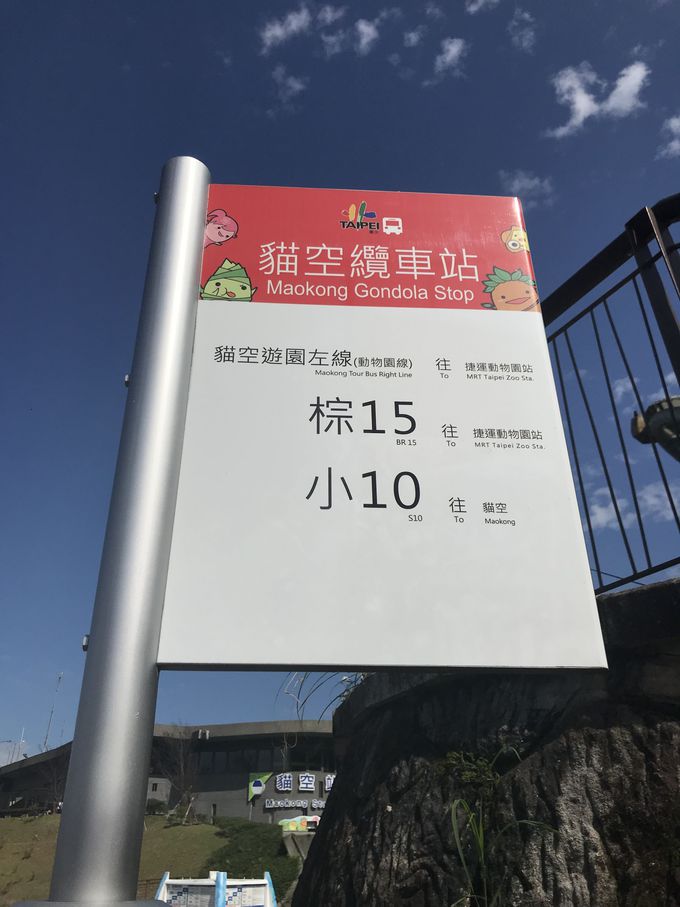 TAIPEI
貓空纜車站
Maokong Gondola Stop
貓空遊園左線(動物園線) 往 捷運動物園站
Maokong Tour Bus Right Line To MRT Taipei Zoo Sta.
棕15 往 捷運動物園站
BR 15 To MRT Taipei Zoo Sta.
小10 往 貓空
S10 To Maokong
貓空
Maokong